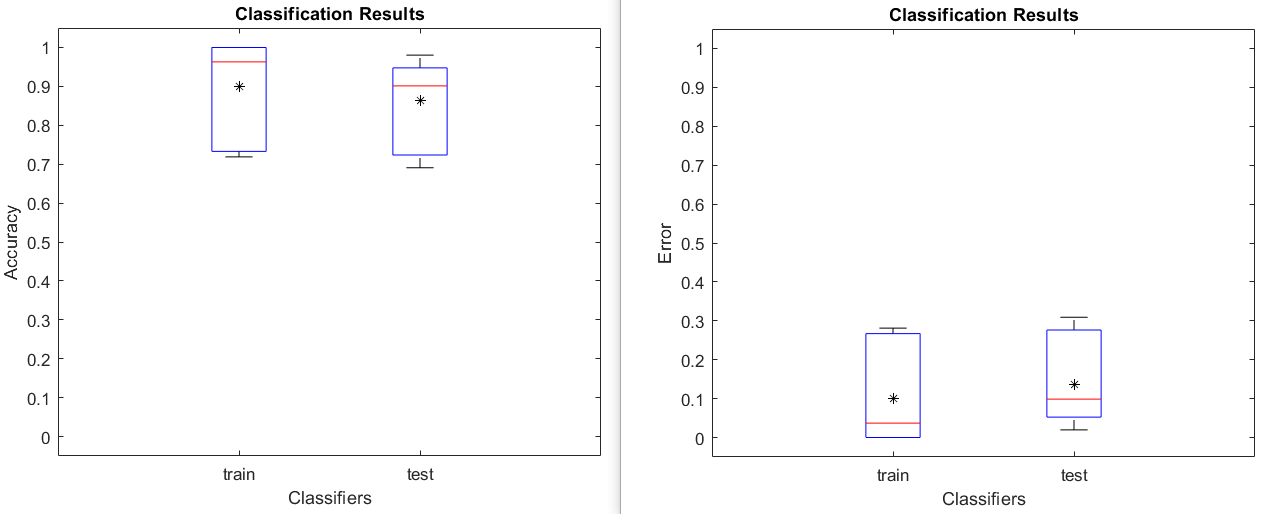 Classification Results
1
0.9
0.8
0.7
0.6
0.5
0.4
0.3
0.2
0.1
0
Accuracy
train test
Classifiers
Classification Results
1
0.9
0.8
0.7
0.6
0.5
0.4
0.3
0.2
0.1
0
Error
train test
Classifiers